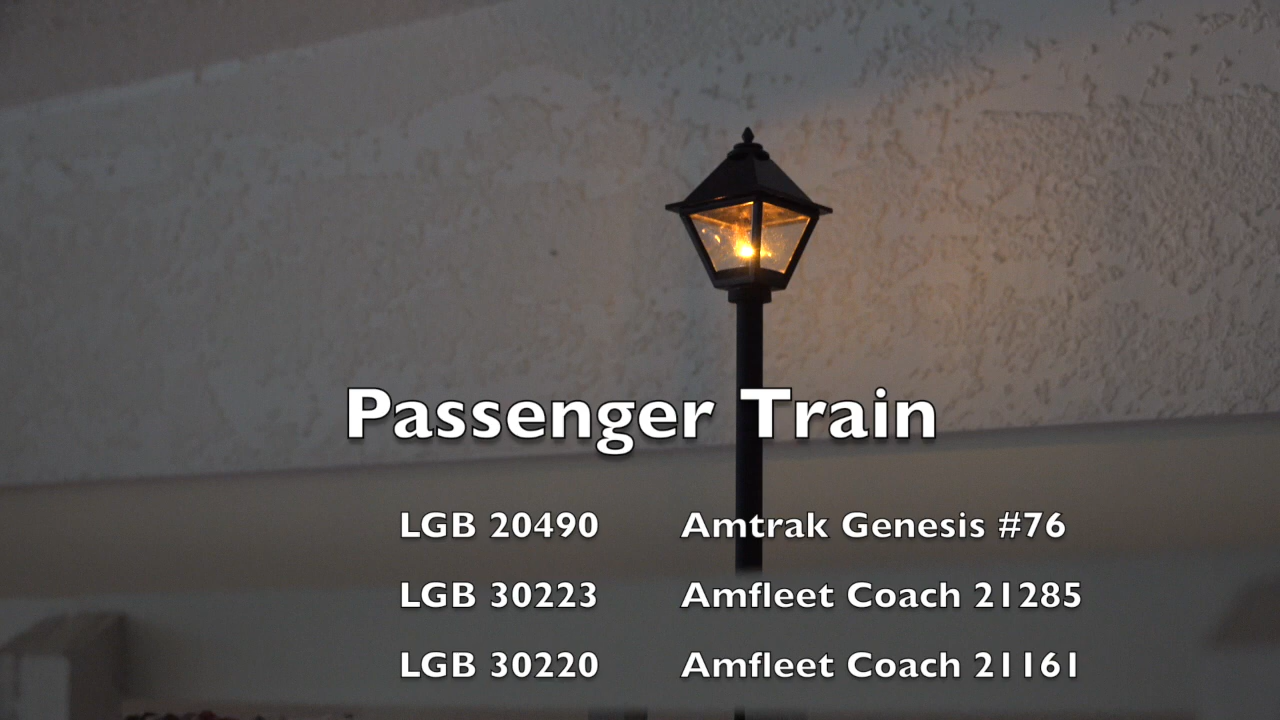 Passenger Train
LGB 20490 Amtrak Genesis #76
LGB 30223 Amfleet Coach 21285
LGB 30220 Amfleet Coach 21161